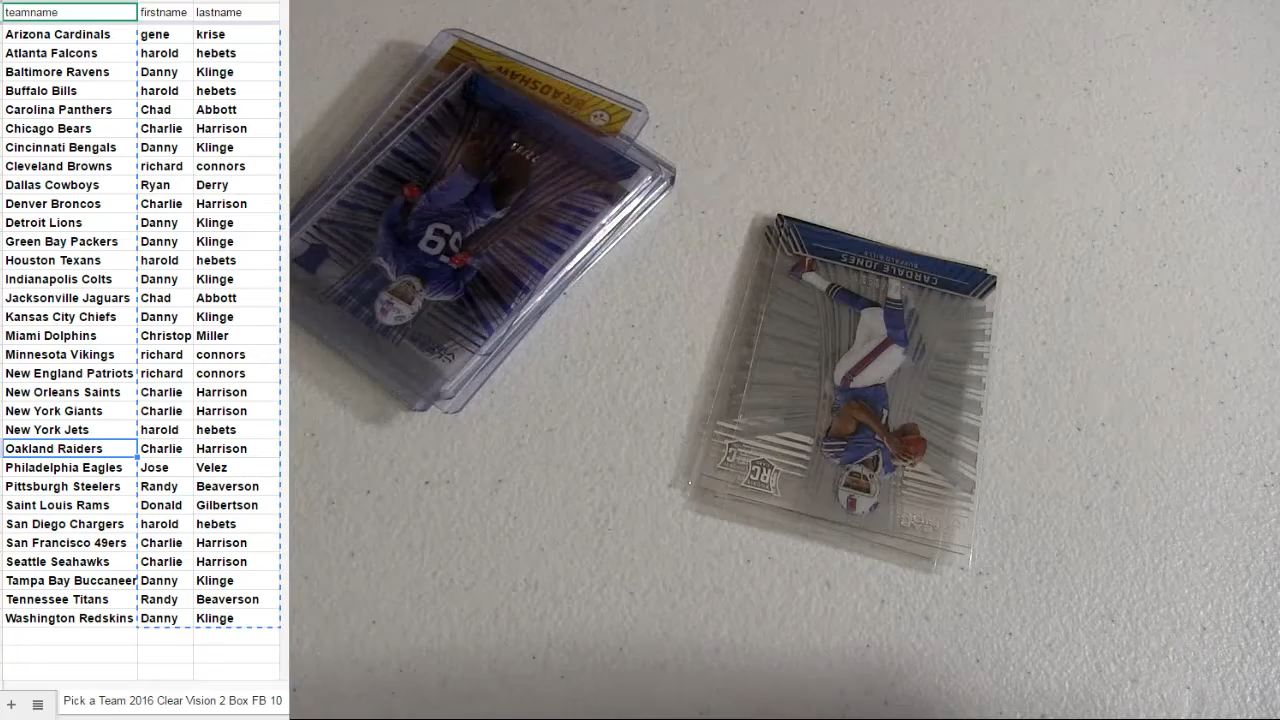 teamname firstname lastname
Arizona Cardinals gene krise
Atlanta Falcons harold hebets
Baltimore Ravens Danny Klinge
Buffalo Bills harold hebets
Carolina Panthers Chad Abbott
Chicago Bears Charlie Harrison
Cincinnati Bengals Danny Klinge
Cleveland Browns richard connors
Dallas Cowboys Ryan Derry
Denver Broncos Charlie Harrison
Detroit Lions Danny Klinge
Green Bay Packers Danny Klinge
Houston Texans harold hebets
Indianapolis Colts Danny Klinge
Jacksonville Jaguars Chad Abbott
Kansas City Chiefs Danny Klinge
Miami Dolphins Christop Miller
Minnesota Vikings richard connors
New England Patriots richard connors
New Orleans Saints Charlie Harrison
New York Giants Charlie Harrison
New York Jets harold hebets
Oakland Raiders Charlie Harrison
Philadelphia Eagles Jose Velez
Pittsburgh Steelers Randy Beaverson
Saint Louis Rams Donald Gilbertson
San Diego Chargers harold hebets
San Francisco 49ers Charlie Harrison
Seattle Seahawks Charlie Harrison
Tampa Bay Buccaneer Danny Klinge
Tennessee Titans Randy Beaverson
Washington Redskins Danny Klinge
Pick a Team 2016 Clear Vision 2 Box FB 10
BRADSHAW
CARDALE JONES
BUFFALO BILLS
RC